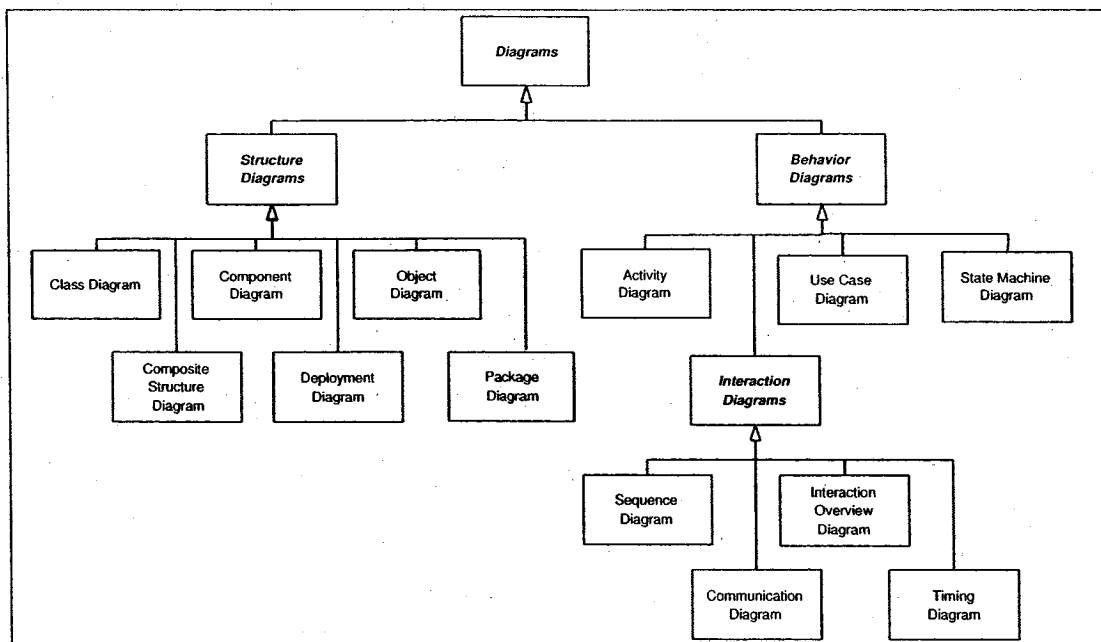 Diagrams
Structure
Diagrams
Behavior
Diagrams
Class Diagram
Component
Diagram
Object
Diagram
Activity
Diagram
Use Case
Diagram
State Machine
Diagram
Composite
Structure
Diagram
Deployment
Diagram
Package
Diagram
Interaction
Diagrams
Sequence
Diagram
Interaction
Overview
Diagram
Communication
Diagram
Timing
Diagram